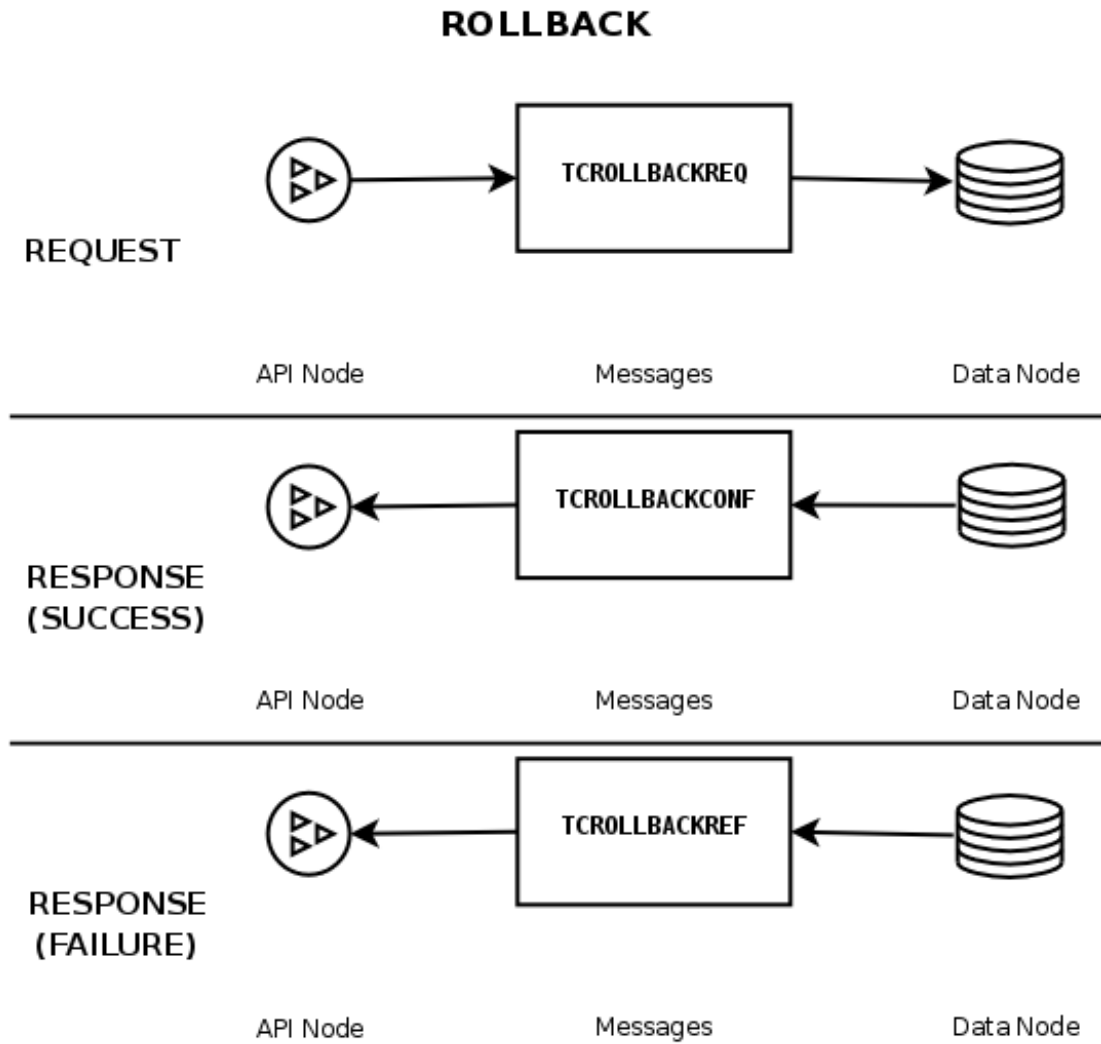 ROLLBACK
TCROLLBACKREQ
REQUEST
API Node Messages Data Node
TCROLLBACKCONF
RESPONSE
(SUCCESS)
API Node Messages Data Node
TCROLLBACKREF
RESPONSE
(FAILURE)
API Node Messages Data Node